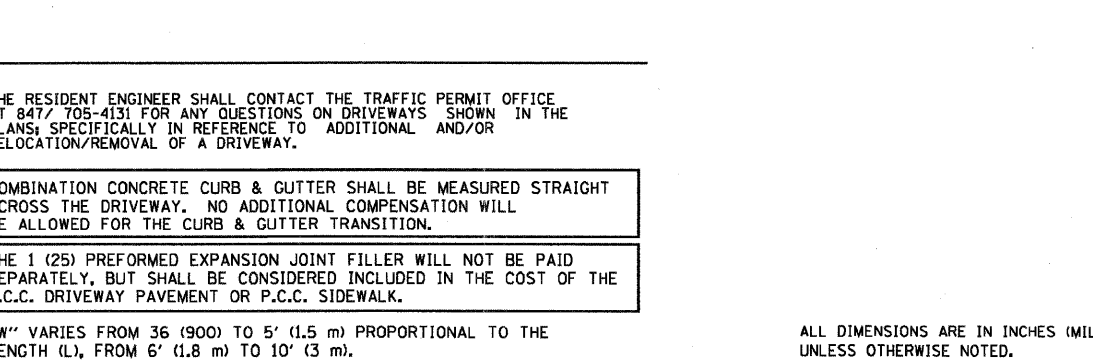 HE RESIDENT ENGINEER SHALL CONTACT THE TRAFFIC PERMIT OFFICE
T 847/ 705-4131 FOR ANY QUESTIONS ON DRIVEWAYS SHOWN IN THE
LANS; SPECIFICALLY IN REFERENCE TO ADDITIONAL AND/OR
ELOCATION/REMOVAL OF A DRIVEWAY.
OMBINATION CONCRETE CURB & GUTTER SHALL BE MEASURED STRAIGHT
CROSS THE DRIVEWAY. NO ADDITIONAL COMPENSATION WILL
E ALLOWED FOR THE CURB & GUTTER TRANSITION.
HE 1 (25) PREFORMED EXPANSION JOINT FILLER WILL NOT BE PAID
EPARATELY, BUT SHALL BE CONSIDERED INCLUDED IN THE COST OF THE
.C.C. DRIVEWAY PAVEMENT OR P.C.C. SIDEWALK.
W" VARIES FROM 36 (900) TO 5' (1.5 m) PROPORTIONAL TO THE
ENGTH (L), FROM 6' (1.8 m) TO 10' (3 m).
ALL DIMENSIONS ARE IN INCHES (MIL
UNLESS OTHERWISE NOTED.